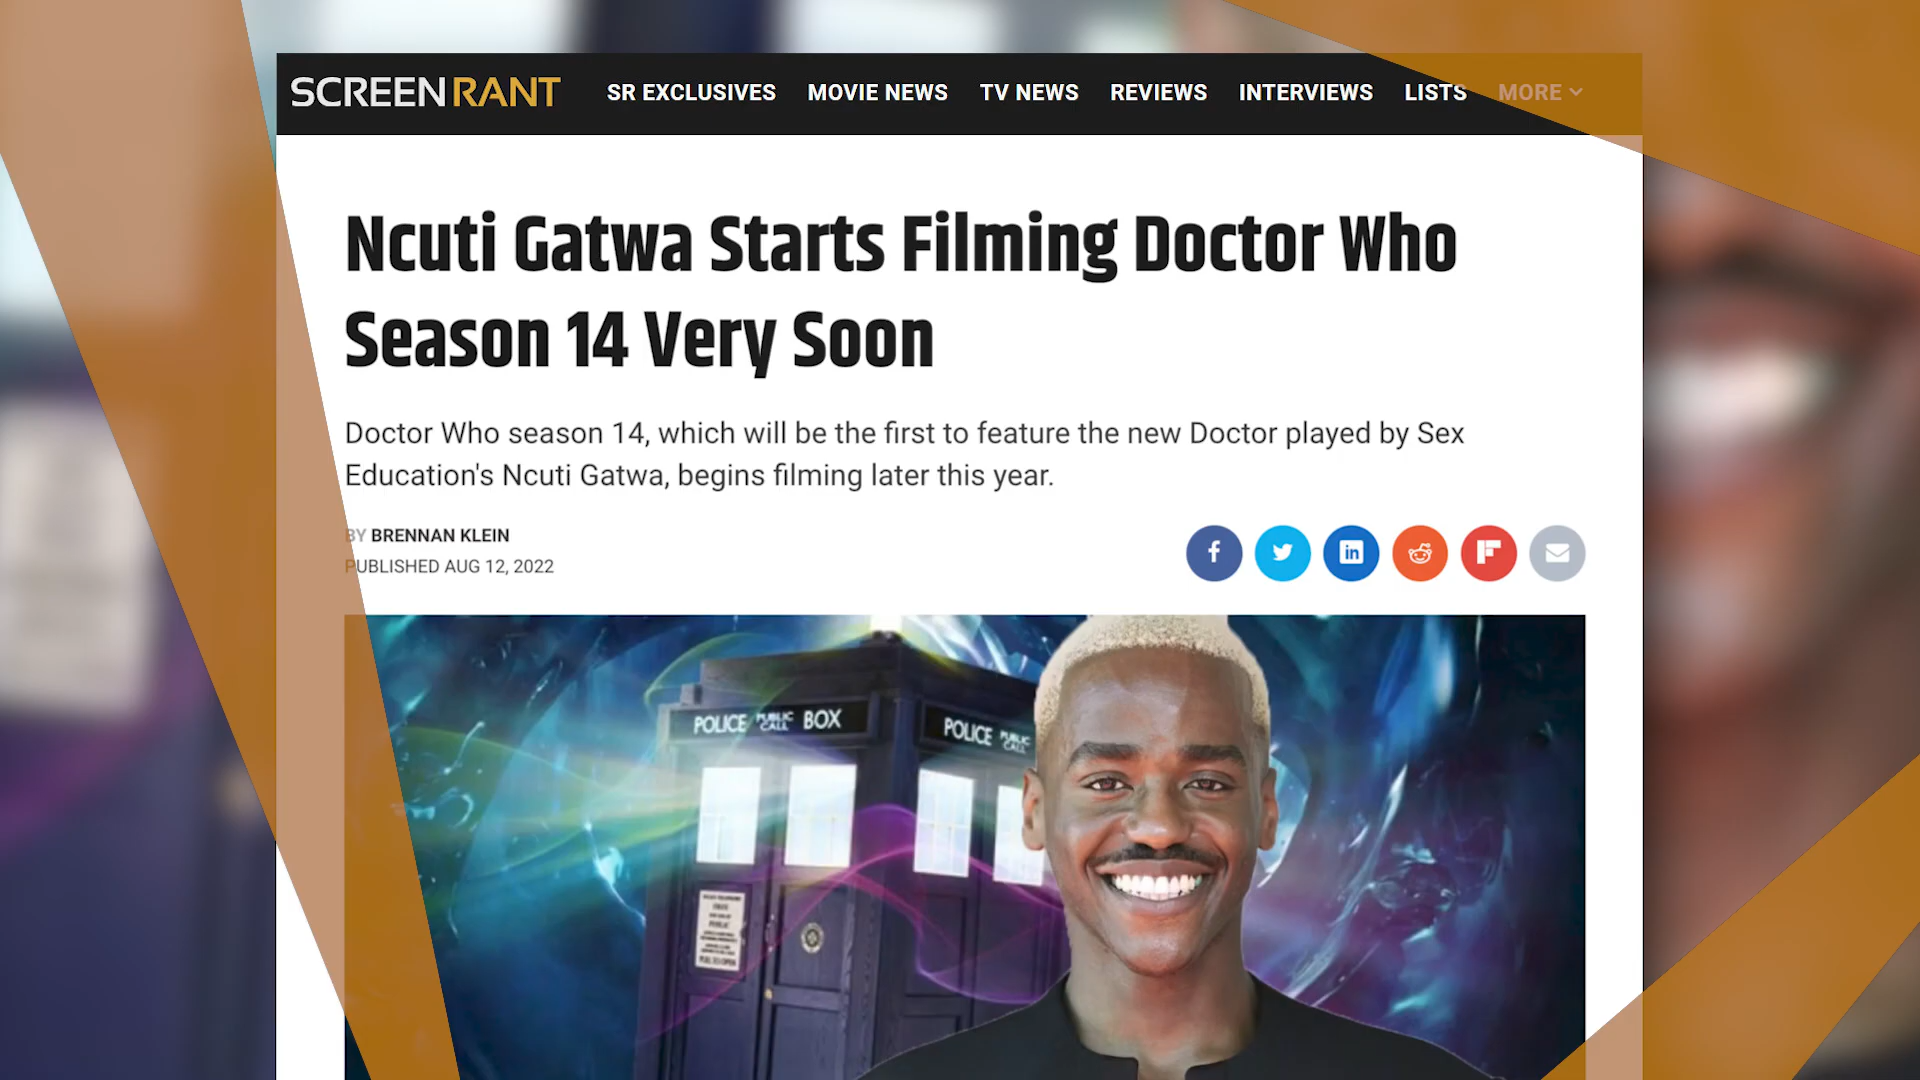 SCREENRANT
SR EXCLUSIVES MOVIE NEWS TV NEWS REVIEWS INTERVIEWS LISTS MORE
Ncuti Gatwa Starts Filming Doctor Who
Season 14 Very Soon
Doctor Who season 14, which will be the first to feature the new Doctor played by Sex
Education's Ncuti Gatwa, begins filming later this year.
BY BRENNAN KLEIN
PUBLISHED AUG 12, 2022
POLICE PUBLIC CALL BOX
POLICE PUBLIC CALL